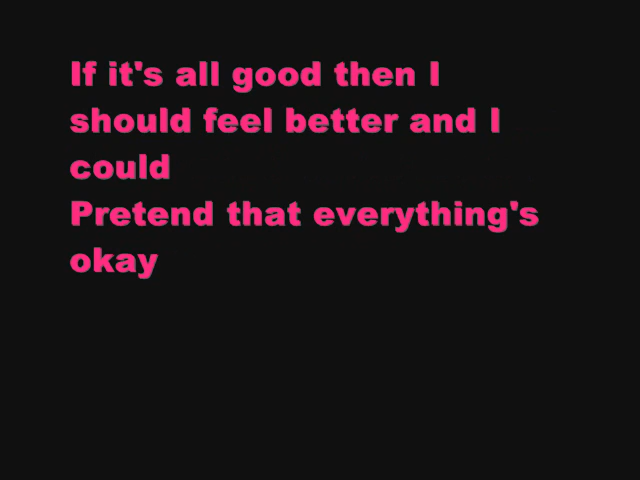 If it's all good then I
should feel better and I
could
Pretend that everything's
okay